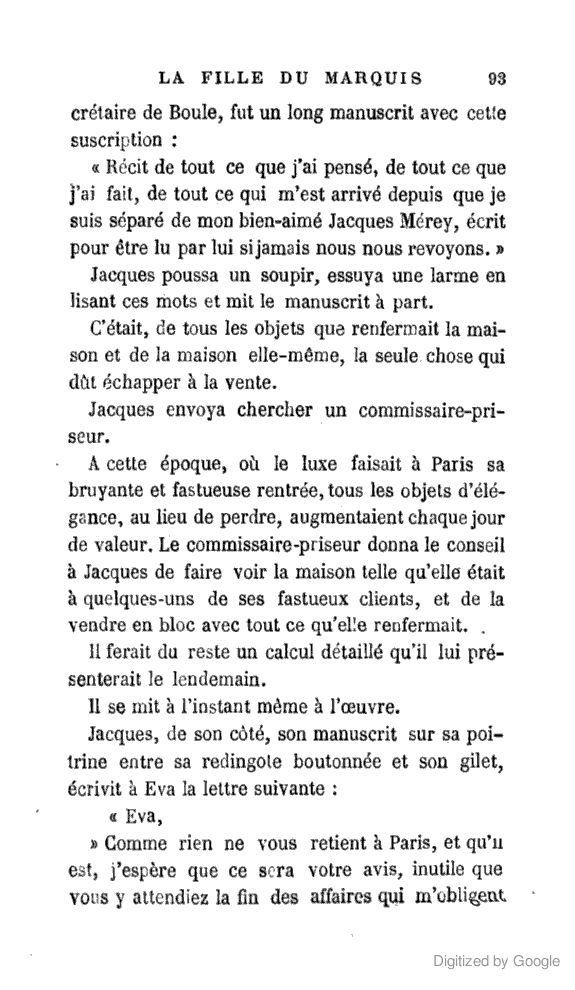 LA FILLE DU MARQUIS 93
crétaire de Boule, fut un long manuscrit avec cette
suscription :
« Récit de tout ce que j'ai pensé, de tout ce que
j'ai fait, de tout ce qui m'est arrivé depuis que je
suis séparé de mon bien-aimé Jacques Mérey, écrit
pour être lu par lui si jamais nous nous revoyons. »
Jacques poussa un soupir, essuya une larme en
lisant ces mots et mit le manuscrit à part.
C'était, de tous les objets que renfermait la mai-
son et de la maison elle-même, la seule chose qui
dût échapper à la vente.
Jacques envoya chercher un commissaire-pri-
seur.
A cette époque, où le luxe faisait à Paris sa
bruyante et fastueuse rentrée, tous les objets d'élé-
gance, au lieu de perdre, augmentaient chaque jour
de valeur. Le commissaire-priseur donna le conseil
à Jacques de faire voir la maison telle qu'elle était
à quelques-uns de ses fastueux clients, et de la
vendre en bloc avec tout ce qu'elle renfermait.
Il ferait du reste un calcul détaillé qu'il lui pré-
senterait le lendemain.
Il se mit à l'instant même à l'œuvre.
Jacques, de son côté, son manuscrit sur sa poi-
trine entre sa redingote boutonnée et son gilet,
écrivit à Eva la lettre suivante :
« Eva,
» Comme rien ne vous retient à Paris, et qu'il
est, j'espère que ce sera votre avis, inutile que
vous y attendiez la fin des affaires qui m'obligent
Digitized by Google